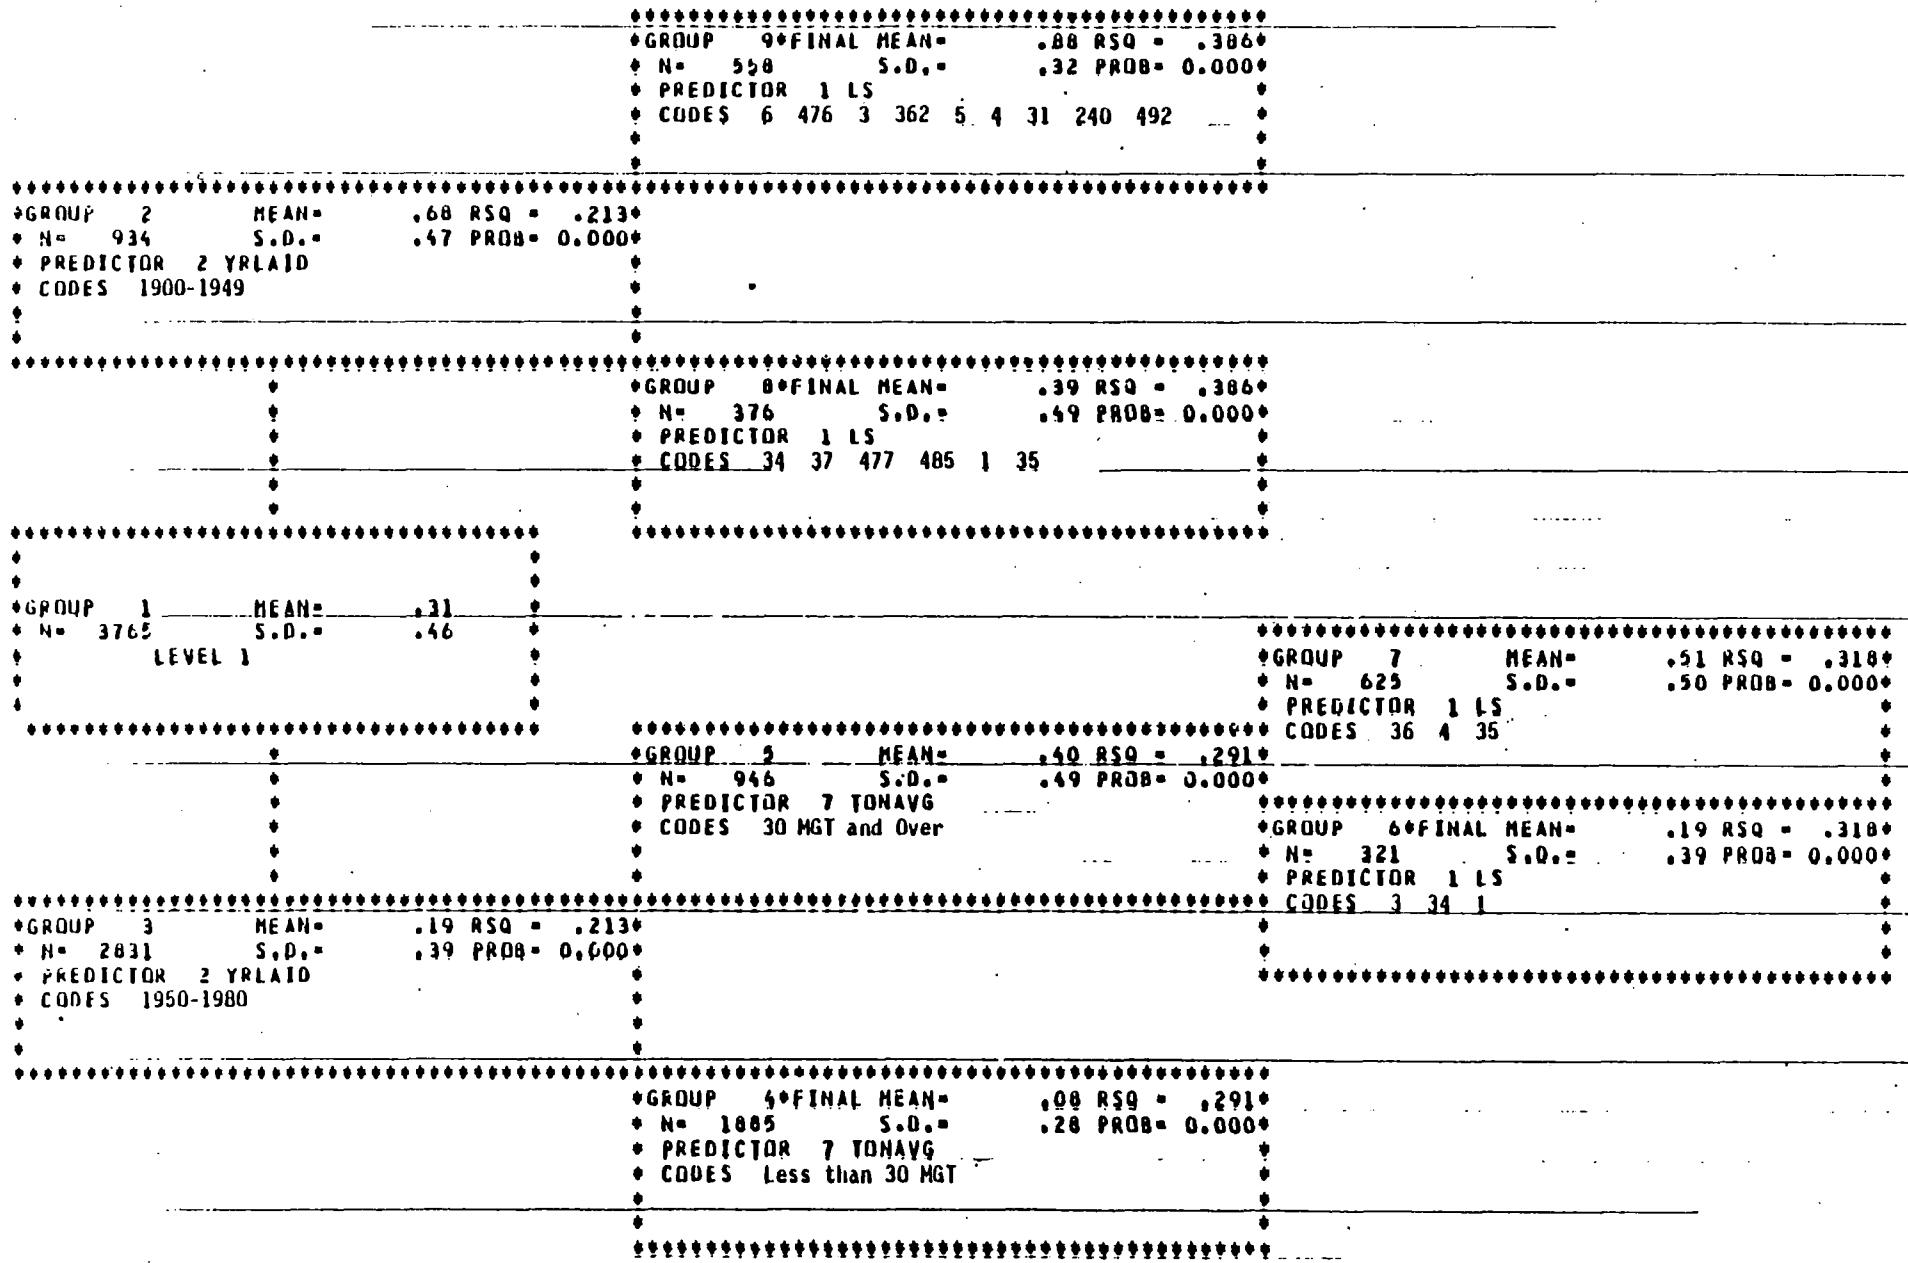 *GROUP 9*FINAL MEAN= .88 RSQ = .386*
* N= 558 S.D.= .32 PROB= 0.000*
* PREDICTOR 1 LS
* CODES 6 476 3 362 5 4 31 240 492 *
*GROUP 2 MEAN= .68 RSQ = .213*
* N= 934 S.D.= .47 PROB= 0.000*
* PREDICTOR 2 YRLAID
* CODES 1900-1949
*GROUP 8*FINAL MEAN= .39 RSQ = .386*
* N= 376 S.D.= .49 PROB= 0.000*
* PREDICTOR 1 LS
* CODES 34 37 477 485 1 35
*GROUP 1 MEAN= .31
* N= 3765 S.D.= .46
LEVEL 1
*GROUP 7 MEAN= .51 RSQ = .318*
* N= 625 S.D.= .50 PROB= 0.000*
* PREDICTOR 1 LS
* CODES 36 4 35
*GROUP 5 MEAN= .40 RSQ = .291*
* N= 946 S.D.= .49 PROB= 0.000*
* PREDICTOR 7 TONAVG
* CODES 30 MGT and Over
*GROUP 6*FINAL MEAN= .19 RSQ = .318*
* N= 321 S.D.= .39 PROB= 0.000*
* PREDICTOR 1 LS
* CODES 3 34 1
*GROUP 3 MEAN= .19 RSQ = .213*
* N= 2831 S.D.= .39 PROB= 0.000*
* PREDICTOR 2 YRLAID
* CODES 1950-1980
*GROUP 4*FINAL MEAN= .08 RSQ = .291*
* N= 1885 S.D.= .28 PROB= 0.000*
* PREDICTOR 7 TONAVG
* CODES Less than 30 MGT